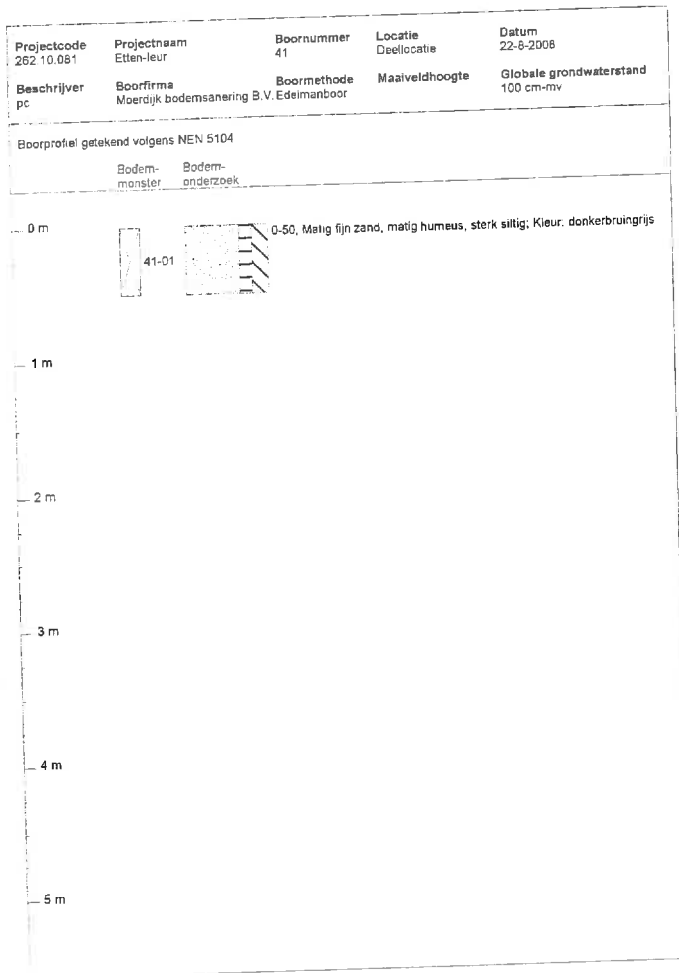 Projectcode Projectnaam Boornummer Locatie Datum
262.10.081 Etten-leur 41 Deellocatie 22-8-2006
Beschrijver Boorfirma Boormethode Maaiveldhoogte Globale grondwaterstand
pc Moerdijk bodemsanering B.V. Edelmanboor 100 cm-mv
Boorprofiel getekend volgens NEN 5104
Bodem- Bodem-
monster onderzoek
0 m
0-50, Matig fijn zand, matig humeus, sterk siltig; Kleur: donkerbruingrijs
41-01
1 m
2 m
3 m
4 m
5 m